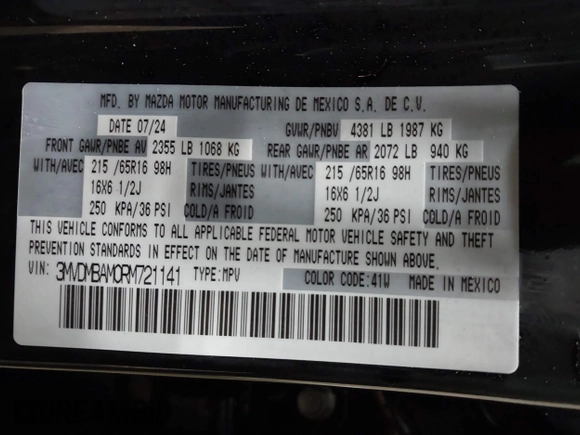 MFD. BY MAZDA MOTOR MANUFACTURING DE MEXICO S.A. DE C.V.
DATE 07/24 GVWR/PNBV 4381 LB 1987 KG
FRONT GAWR/PNBE AV 2355 LB 1068 KG REAR GAWR/PNBE AR 2072 LB 940 KG
WITH/AVEC 215 /65R16 98H TIRES/PNEUS WITH/AVEC 215 /65R16 98H TIRES/PNEUS
16X6 1/2J RIMS/JANTES 16X6 1/2J RIMS/JANTES
250 KPA/36 PSI COLD/A FROID 250 KPA/36 PSI COLD/A FROID
THIS VEHICLE CONFORMS TO ALL APPLICABLE FEDERAL MOTOR VEHICLE SAFETY AND THEFT
PREVENTION STANDARDS IN EFFECT ON THE DATE OF MANUFACTURE SHOWN ABOVE.
VIN: 3MVDMBAM0RM721141 TYPE:MPV COLOR CODE:41W MADE IN MEXICO